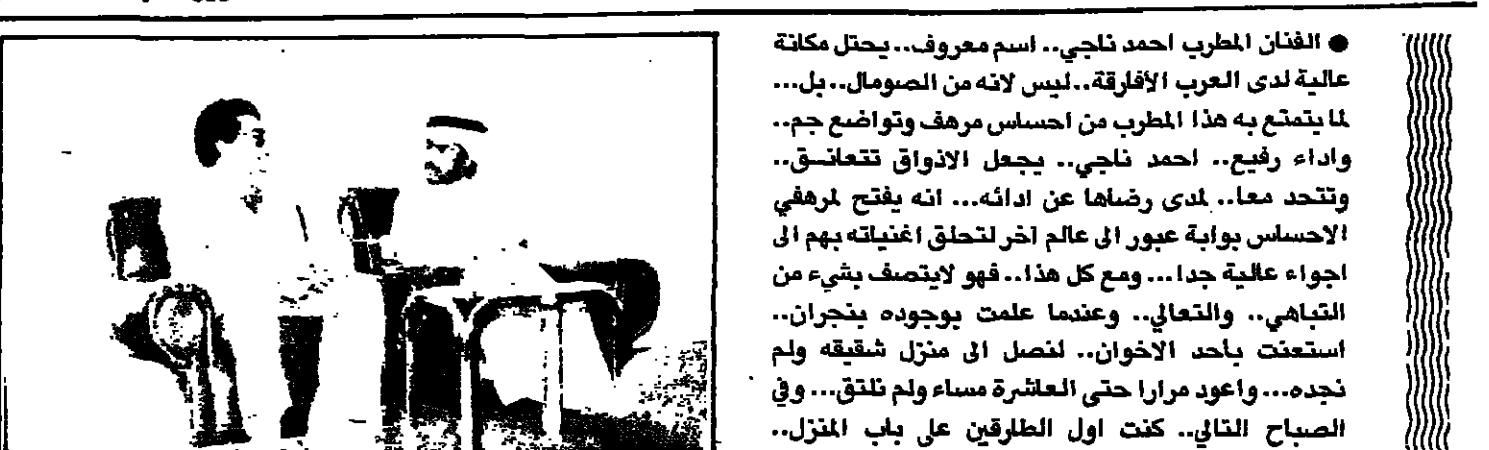 ● الفنان المطرب احمد ناجي.. اسم معروف.. يحتل مكانة
عالية لدى العرب الأفارقة.. ليس لانه من الصومال.. بل...
لما يتمتع به هذا المطرب من احساس مرهف وتواضع جم..
واداء رفيع.. احمد ناجي.. يجعل الاذواق تتعانـق..
وتتحد معا.. لمدى رضاها عن ادائه... انه يفتح لمرهفي
الاحساس بوابة عبور الى عالم آخر لتحلق اغنياته بهم الى
اجواء عالية جدا... ومع كل هذا.. فهو لايتصف بشيء من
التباهي.. والتعالي.. وعندما علمت بوجوده بنجران..
استعنت بأحد الاخوان.. لنصل الى منزل شقيقه ولم
نجده... واعود مرارا حتى العاشرة مساء ولم نلتق... وفي
الصباح التالي.. كنت اول الطارقين على باب المنزل..